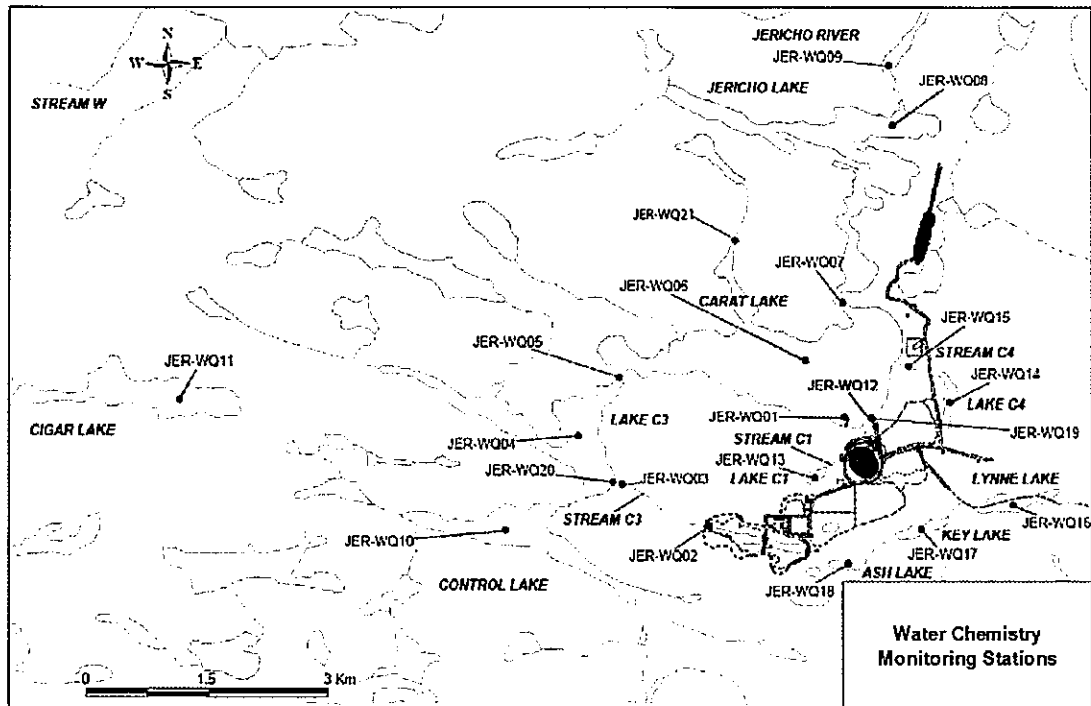 JERICHO RIVER
JER-WQ09
N
W E
S
JER-WQ08
JERICHO LAKE
STREAM W
JER-WQ21
JER-WQ07
JER-WQ06
CARAT LAKE
JER-WQ15
JER-WQ05
STREAM C4
JER-WQ11
JER-WQ12
JER-WQ14
LAKE C4
CIGAR LAKE
LAKE C3
JER-WQ01
JER-WQ19
JER-WQ04
STREAM C1
JER-WQ13
JER-WQ20
JER-WQ03
LAKE C1
LYNNE LAKE
STREAM C3
JER-WQ16
JER-WQ10
JER-WQ02
KEY LAKE
JER-WQ17
CONTROL LAKE
ASH LAKE
JER-WQ18
Water Chemistry
Monitoring Stations
0 1.5 3 Km